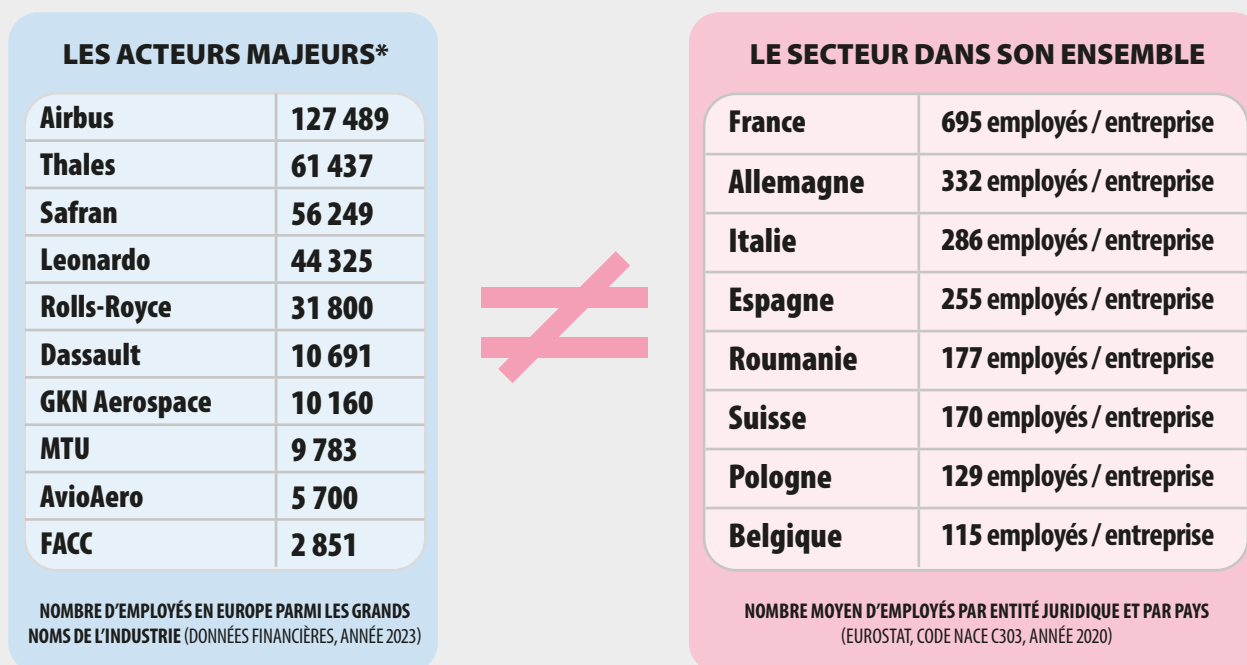 LES ACTEURS MAJEURS*
Airbus 127 489
Thales 61 437
Safran 56 249
Leonardo 44 325
Rolls-Royce 31 800
Dassault 10 691
GKN Aerospace 10 160
MTU 9 783
AvioAero 5 700
FACC 2 851
NOMBRE D'EMPLOYÉS EN EUROPE PARMI LES GRANDS
NOMS DE L'INDUSTRIE (DONNÉES FINANCIÈRES, ANNÉE 2023)
≠
LE SECTEUR DANS SON ENSEMBLE
France 695 employés / entreprise
Allemagne 332 employés / entreprise
Italie 286 employés / entreprise
Espagne 255 employés / entreprise
Roumanie 177 employés / entreprise
Suisse 170 employés / entreprise
Pologne 129 employés / entreprise
Belgique 115 employés / entreprise
NOMBRE MOYEN D'EMPLOYÉS PAR ENTITÉ JURIDIQUE ET PAR PAYS
(EUROSTAT, CODE NACE C303, ANNÉE 2020)